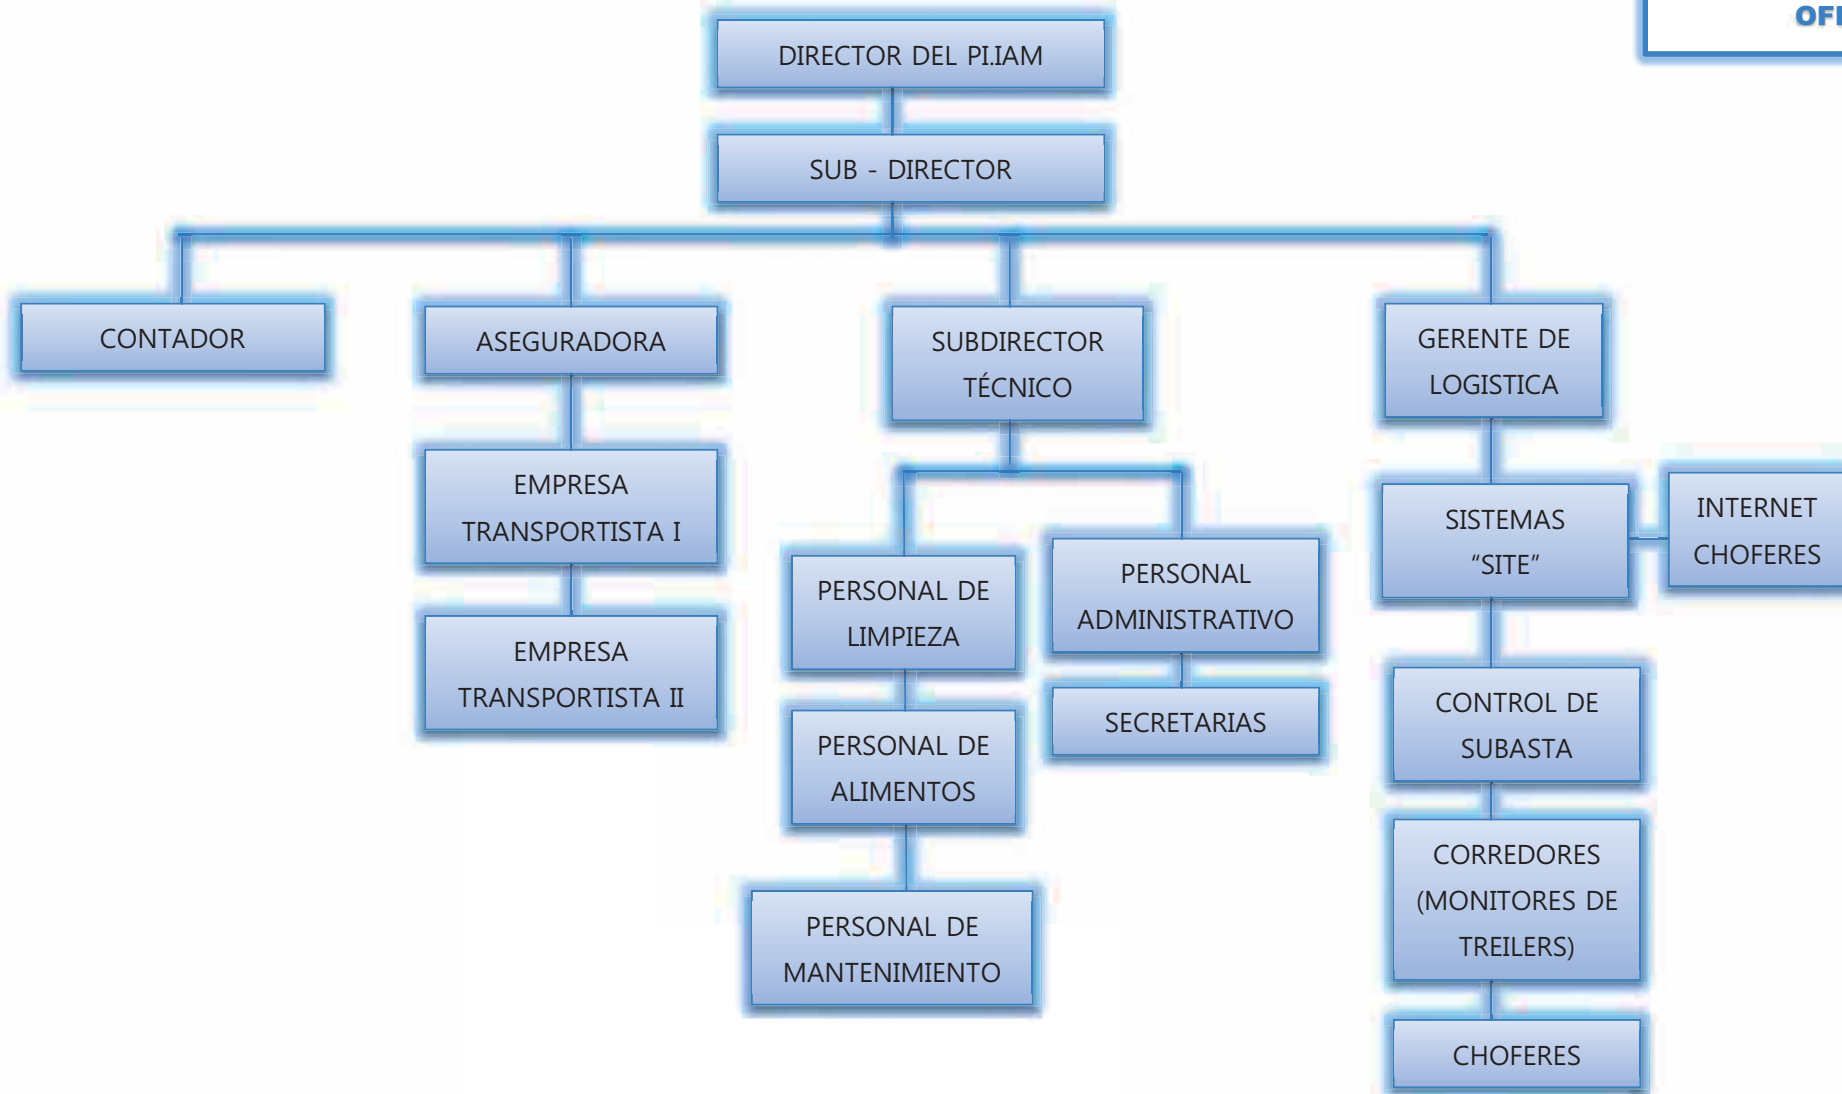 DIRECTOR DEL PI.IAM
SUB - DIRECTOR
CONTADOR
ASEGURADORA
EMPRESA
TRANSPORTISTA I
EMPRESA
TRANSPORTISTA II
SUBDIRECTOR
TÉCNICO
PERSONAL DE
LIMPIEZA
PERSONAL DE
ALIMENTOS
PERSONAL DE
MANTENIMIENTO
PERSONAL
ADMINISTRATIVO
SECRETARIAS
GERENTE DE
LOGISTICA
SISTEMAS
“SITE”
INTERNET
CHOFERES
CONTROL DE
SUBASTA
CORREDORES
(MONITORES DE
TREILERS)
CHOFERES